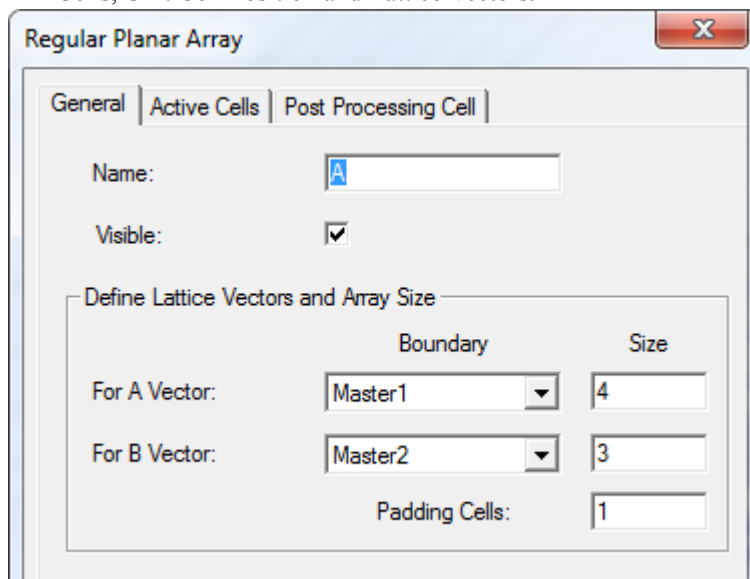 Regular Planar Array
General Active Cells Post Processing Cell
Name: A
Visible:
Define Lattice Vectors and Array Size
Boundary Size
For A Vector: Master1 4
For B Vector: Master2 3
Padding Cells: 1